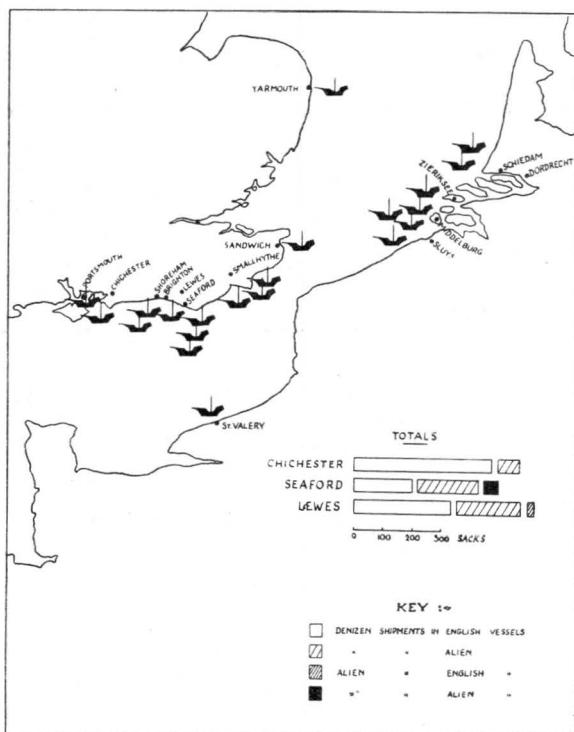 YARMOUTH
ZIERIKSEE
SCHIEDAM
DORDRECHT
MIDDELBURG
SLUYS
SANDWICH
SMALLHYTHE
PORTSMOUTH
CHICHESTER
SHOREHAM
BRIGHTON
LEWES
SEAFORD
ST. VALERY
TOTALS
CHICHESTER
SEAFORD
LEWES
0 100 200 300 SACKS
KEY :~
DENIZEN SHIPMENTS IN ENGLISH VESSELS
" " ALIEN
ALIEN " ENGLISH "
" " ALIEN "